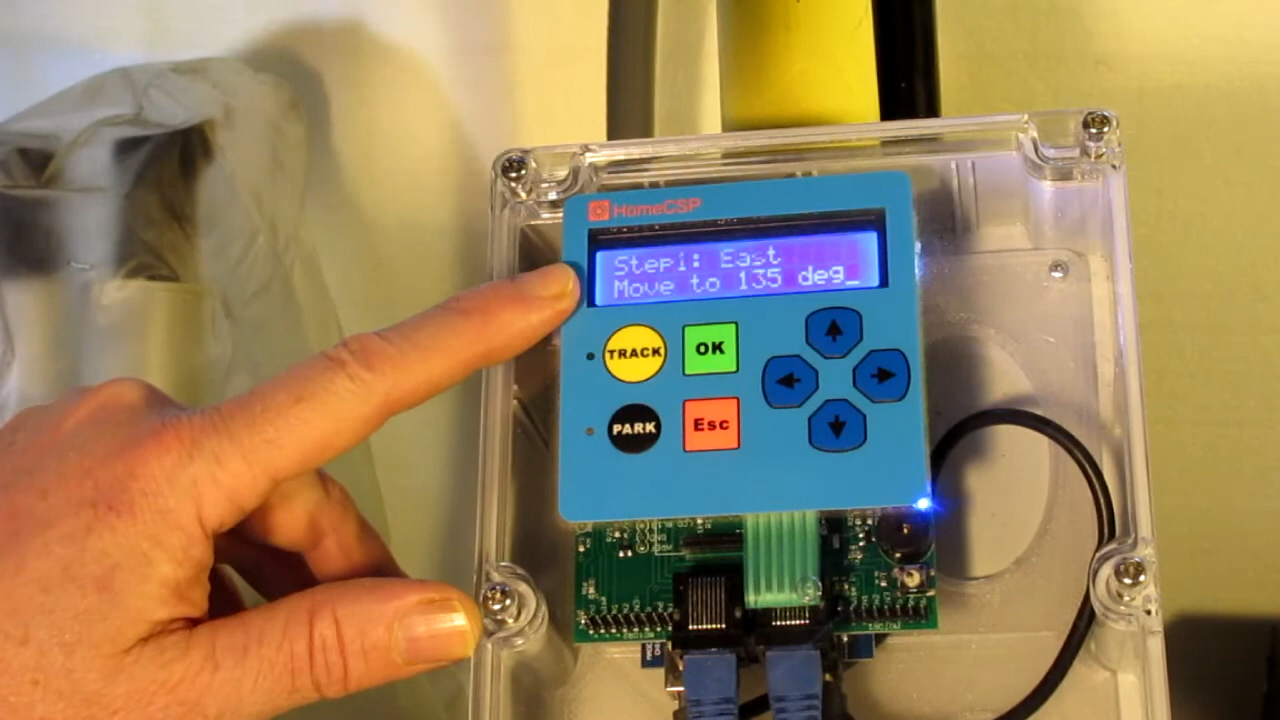 HomeCSP
Step1: East
Move to 135 deg_
TRACK
OK
PARK
Esc